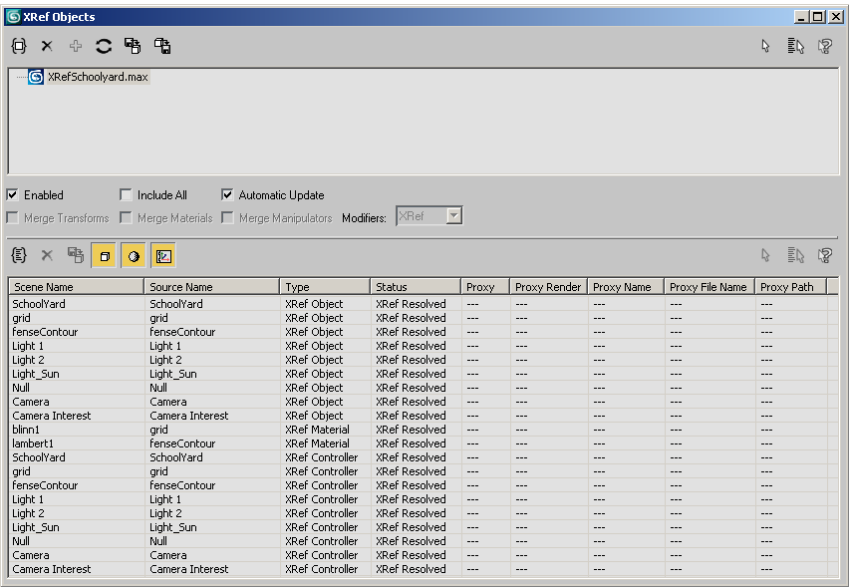 XRef Objects
XRefSchoolyard.max
Enabled Include All Automatic Update
Merge Transforms Merge Materials Merge Manipulators Modifiers: XRef
Scene Name Source Name Type Status Proxy Proxy Render Proxy Name Proxy File Name Proxy Path
SchoolYard SchoolYard XRef Object XRef Resolved --- --- --- --- ---
grid grid XRef Object XRef Resolved --- --- --- --- ---
fenseContour fenseContour XRef Object XRef Resolved --- --- --- --- ---
Light 1 Light 1 XRef Object XRef Resolved --- --- --- --- ---
Light 2 Light 2 XRef Object XRef Resolved --- --- --- --- ---
Light_Sun Light_Sun XRef Object XRef Resolved --- --- --- --- ---
Null Null XRef Object XRef Resolved --- --- --- --- ---
Camera Camera XRef Object XRef Resolved --- --- --- --- ---
Camera Interest Camera Interest XRef Object XRef Resolved --- --- --- --- ---
blinn1 grid XRef Material XRef Resolved --- --- --- --- ---
lambert1 fenseContour XRef Material XRef Resolved --- --- --- --- ---
SchoolYard SchoolYard XRef Controller XRef Resolved --- --- --- --- ---
grid grid XRef Controller XRef Resolved --- --- --- --- ---
fenseContour fenseContour XRef Controller XRef Resolved --- --- --- --- ---
Light 1 Light 1 XRef Controller XRef Resolved --- --- --- --- ---
Light 2 Light 2 XRef Controller XRef Resolved --- --- --- --- ---
Light_Sun Light_Sun XRef Controller XRef Resolved --- --- --- --- ---
Null Null XRef Controller XRef Resolved --- --- --- --- ---
Camera Camera XRef Controller XRef Resolved --- --- --- --- ---
Camera Interest Camera Interest XRef Controller XRef Resolved --- --- --- --- ---